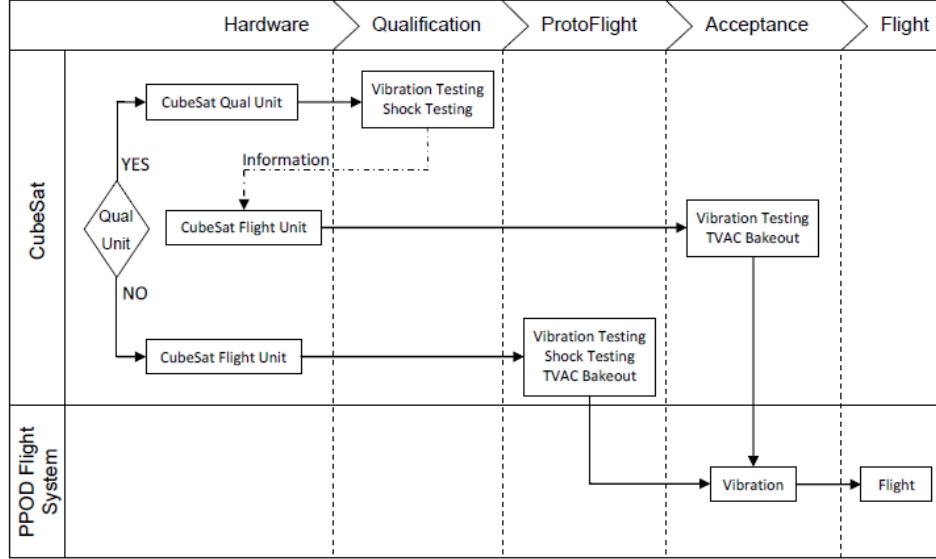 Hardware
Qualification
ProtoFlight
Acceptance
Flight
CubeSat
CubeSat Qual Unit
Vibration Testing
Shock Testing
YES
Information
Qual
Unit
CubeSat Flight Unit
Vibration Testing
TVAC Bakeout
NO
CubeSat Flight Unit
Vibration Testing
Shock Testing
TVAC Bakeout
PPOD Flight
System
Vibration
Flight